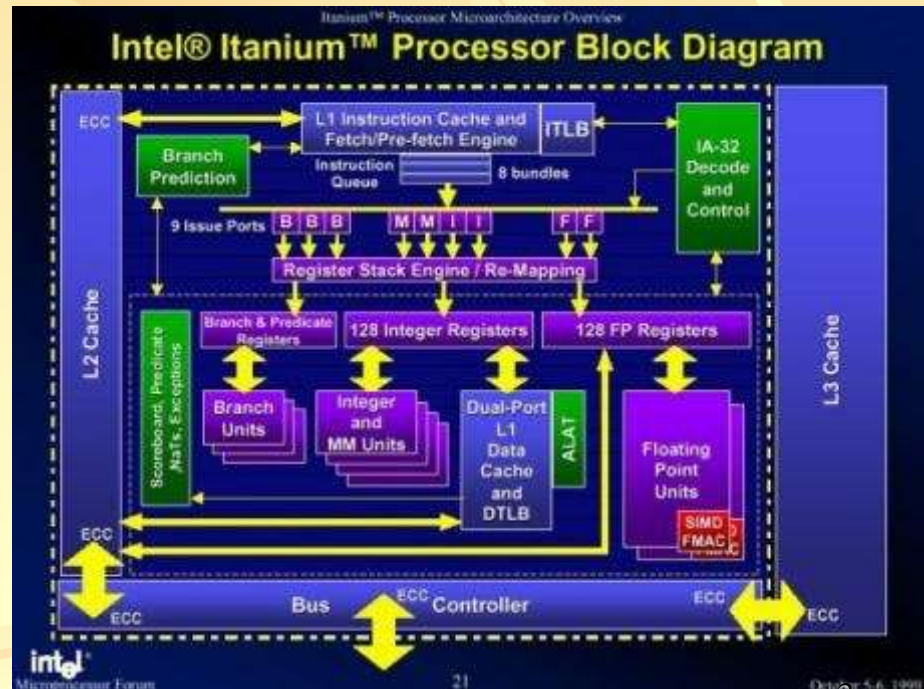 Itanium™ Processor Microarchitecture Overview
Intel® Itanium™ Processor Block Diagram
ECC
L1 Instruction Cache and
Fetch/Pre-fetch Engine
ITLB
IA-32
Decode
and
Control
Branch
Prediction
Instruction
Queue
8 bundles
9 Issue Ports
B B B M M I I F F
Register Stack Engine / Re-Mapping
L2 Cache
L3 Cache
Scoreboard, Predicate
,NaTs, Exceptions
Branch & Predicate
Registers
128 Integer Registers
128 FP Registers
Branch
Units
Integer
and
MM Units
Dual-Port
L1
Data
Cache
and
DTLB
ALAT
Floating
Point
Units
SIMD
FMAC
ECC
ECC
Bus Controller
ECC
ECC
ECC
intel®
Microprocessor Forum
21
October 5-6, 1999